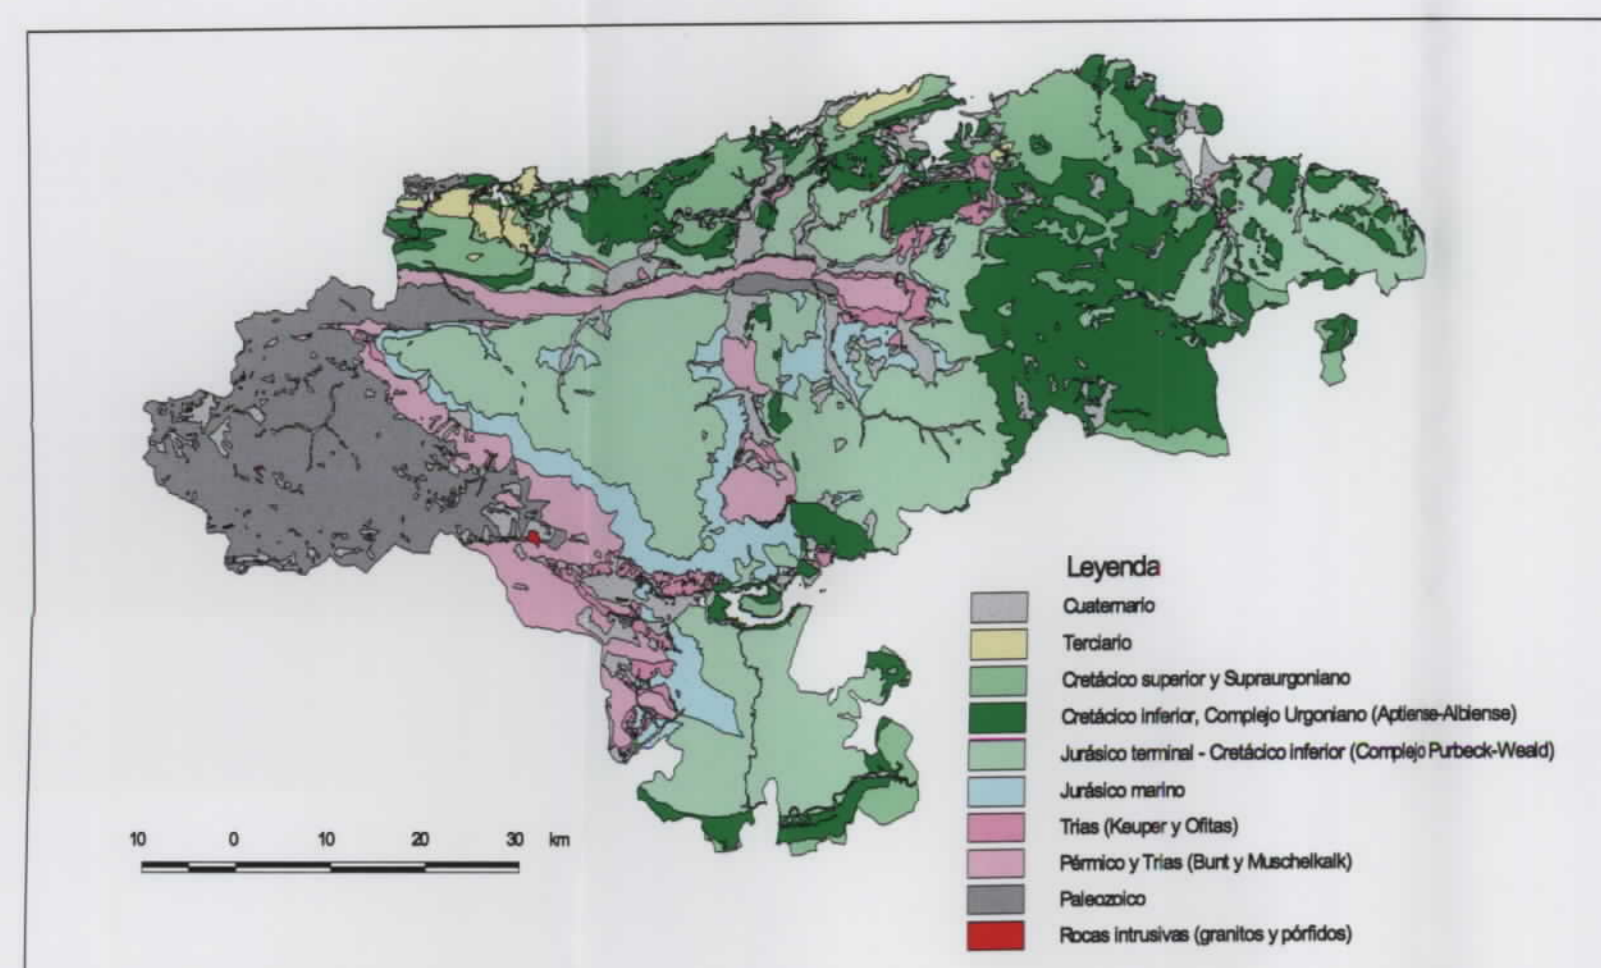 Leyenda
Cuaternario
Terciario
Cretácico superior y Supraurgoniano
Cretácico inferior, Complejo Urgoniano (Aptiense-Albiense)
Jurásico terminal - Cretácico inferior (Complejo Purbeck-Weald)
Jurásico marino
Trias (Keuper y Ofitas)
Pérmico y Trias (Bunt y Muschelkalk)
Paleozoico
Rocas intrusivas (granitos y pórfidos)
10 0 10 20 30 km